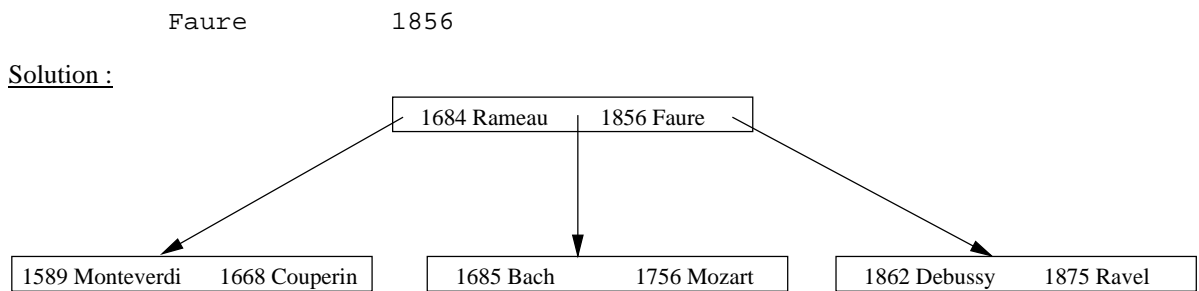 Faure 1856
Solution :
1684 Rameau 1856 Faure
1589 Monteverdi 1668 Couperin 1685 Bach 1756 Mozart 1862 Debussy 1875 Ravel